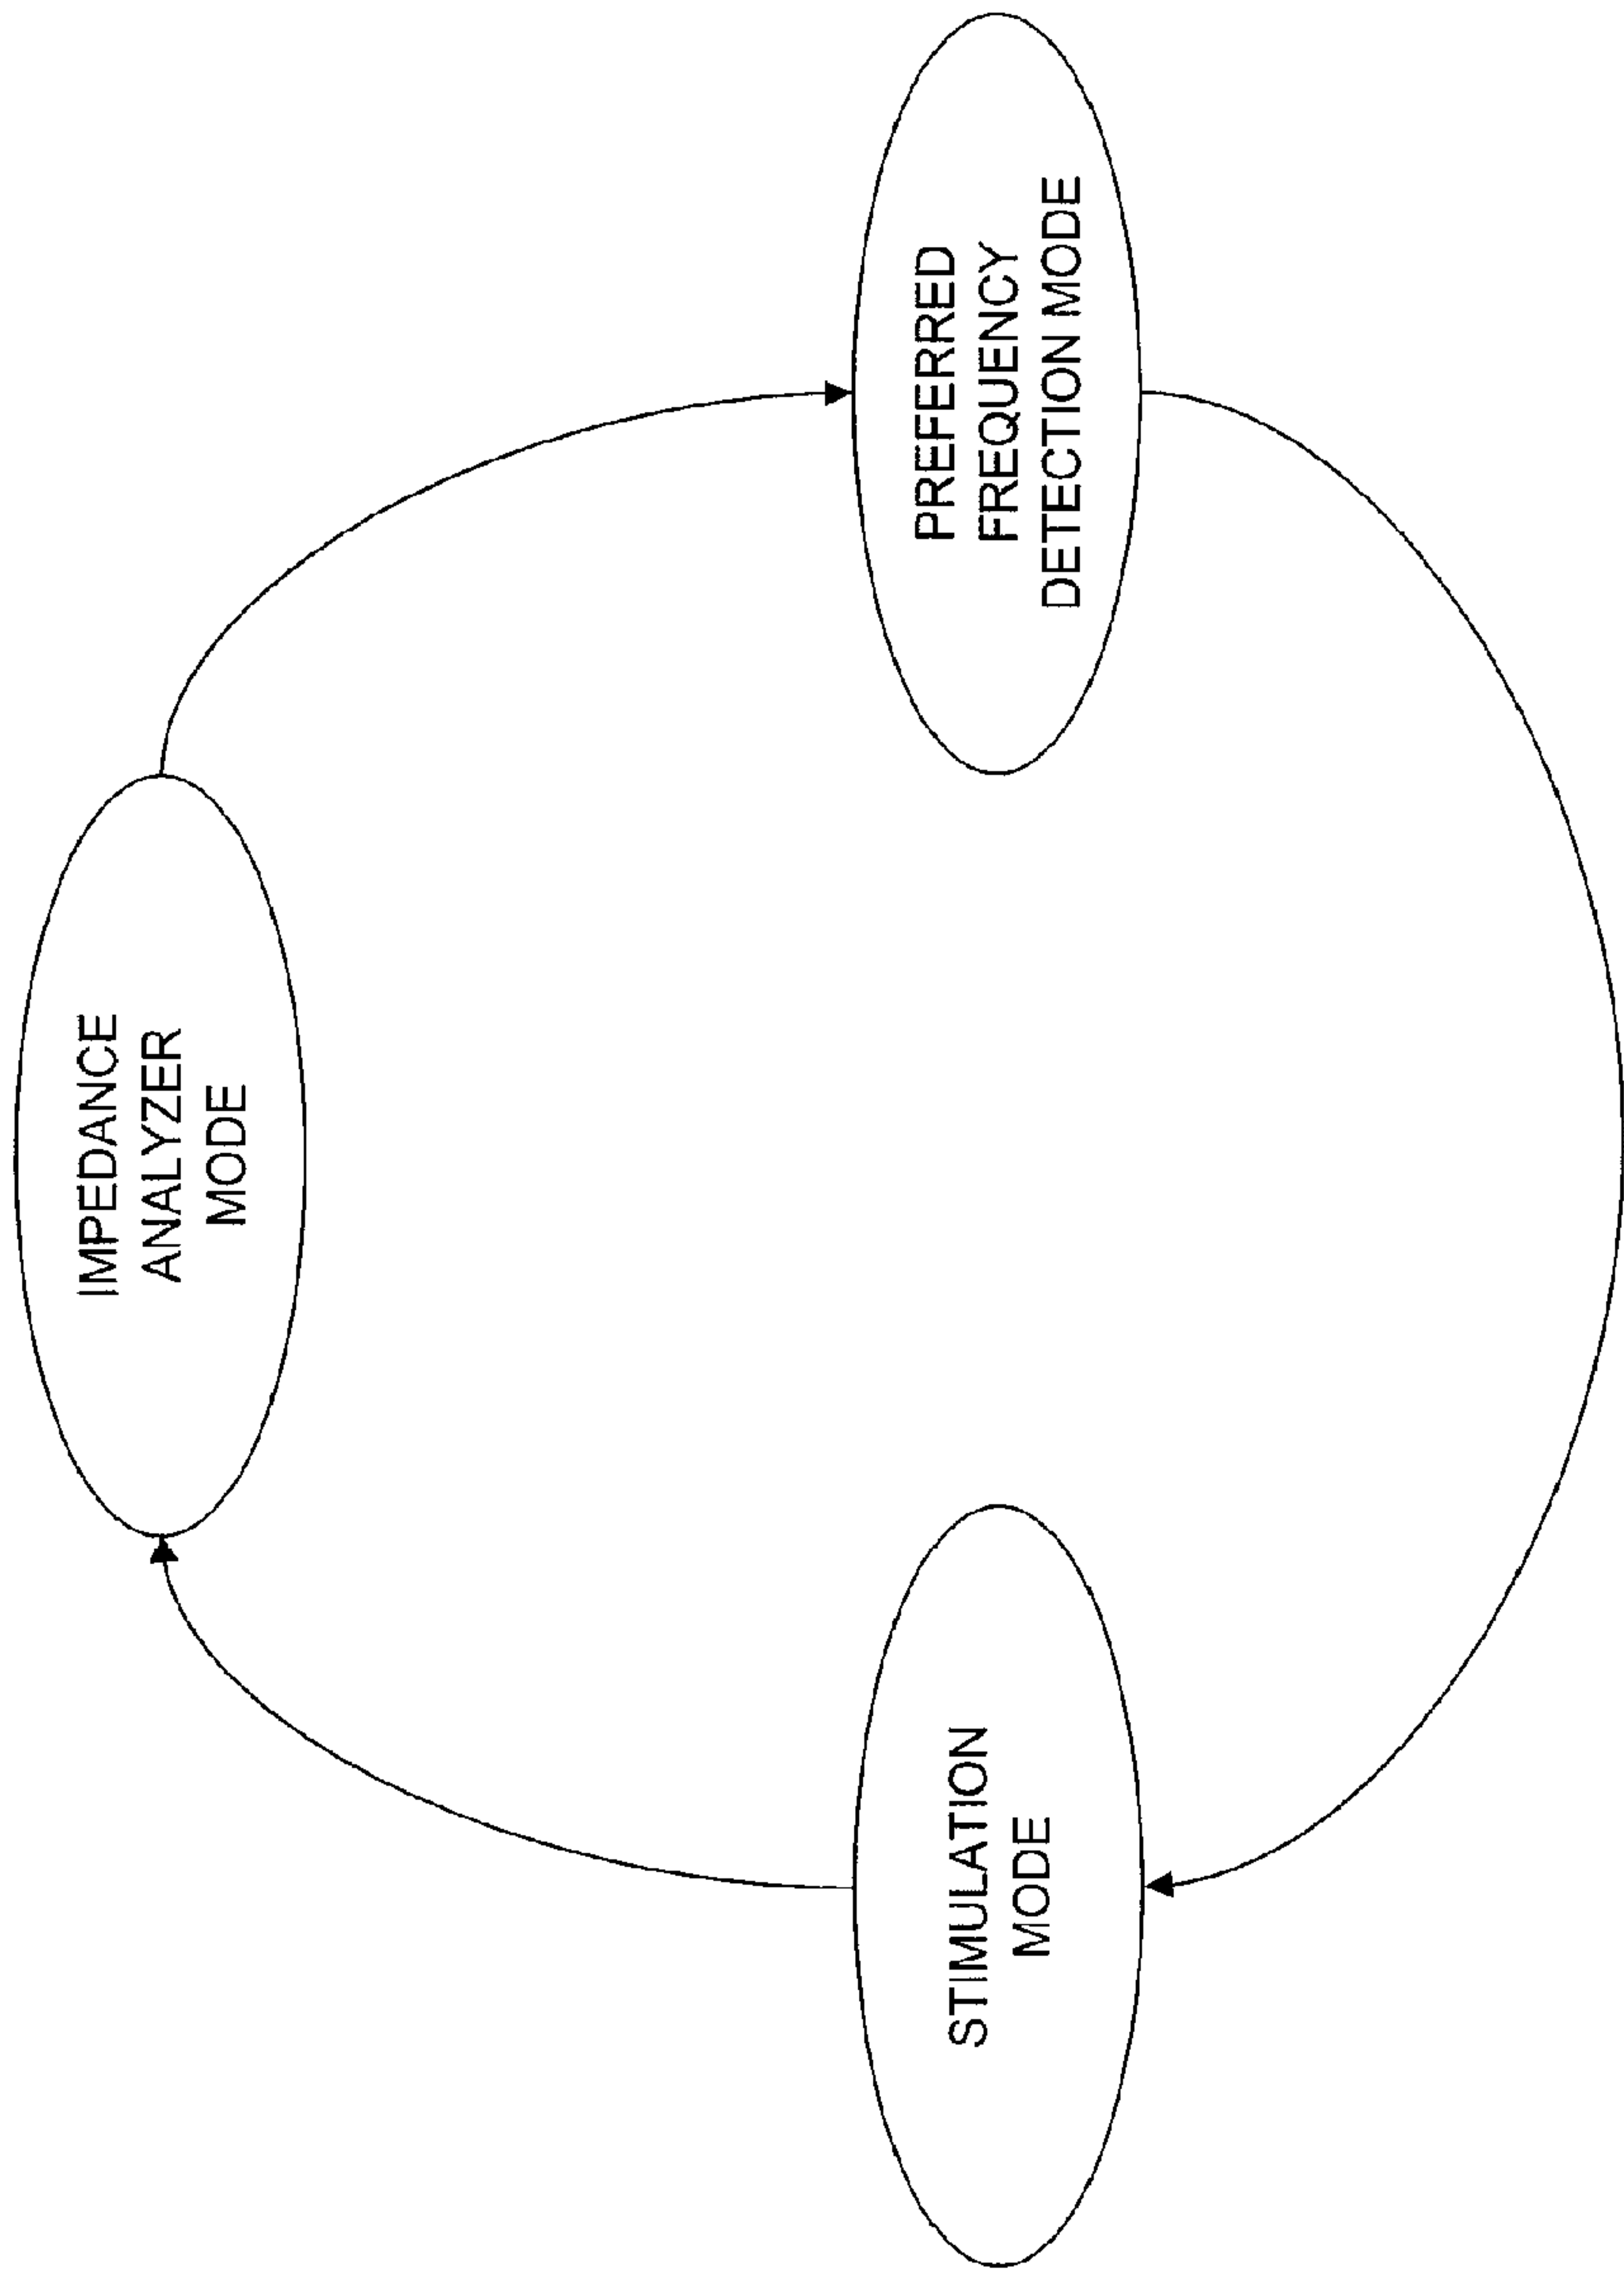 IMPEDANCE
ANALYZER
MODE
STIMULATION
MODE
PREFERRED
FREQUENCY
DETECTION MODE